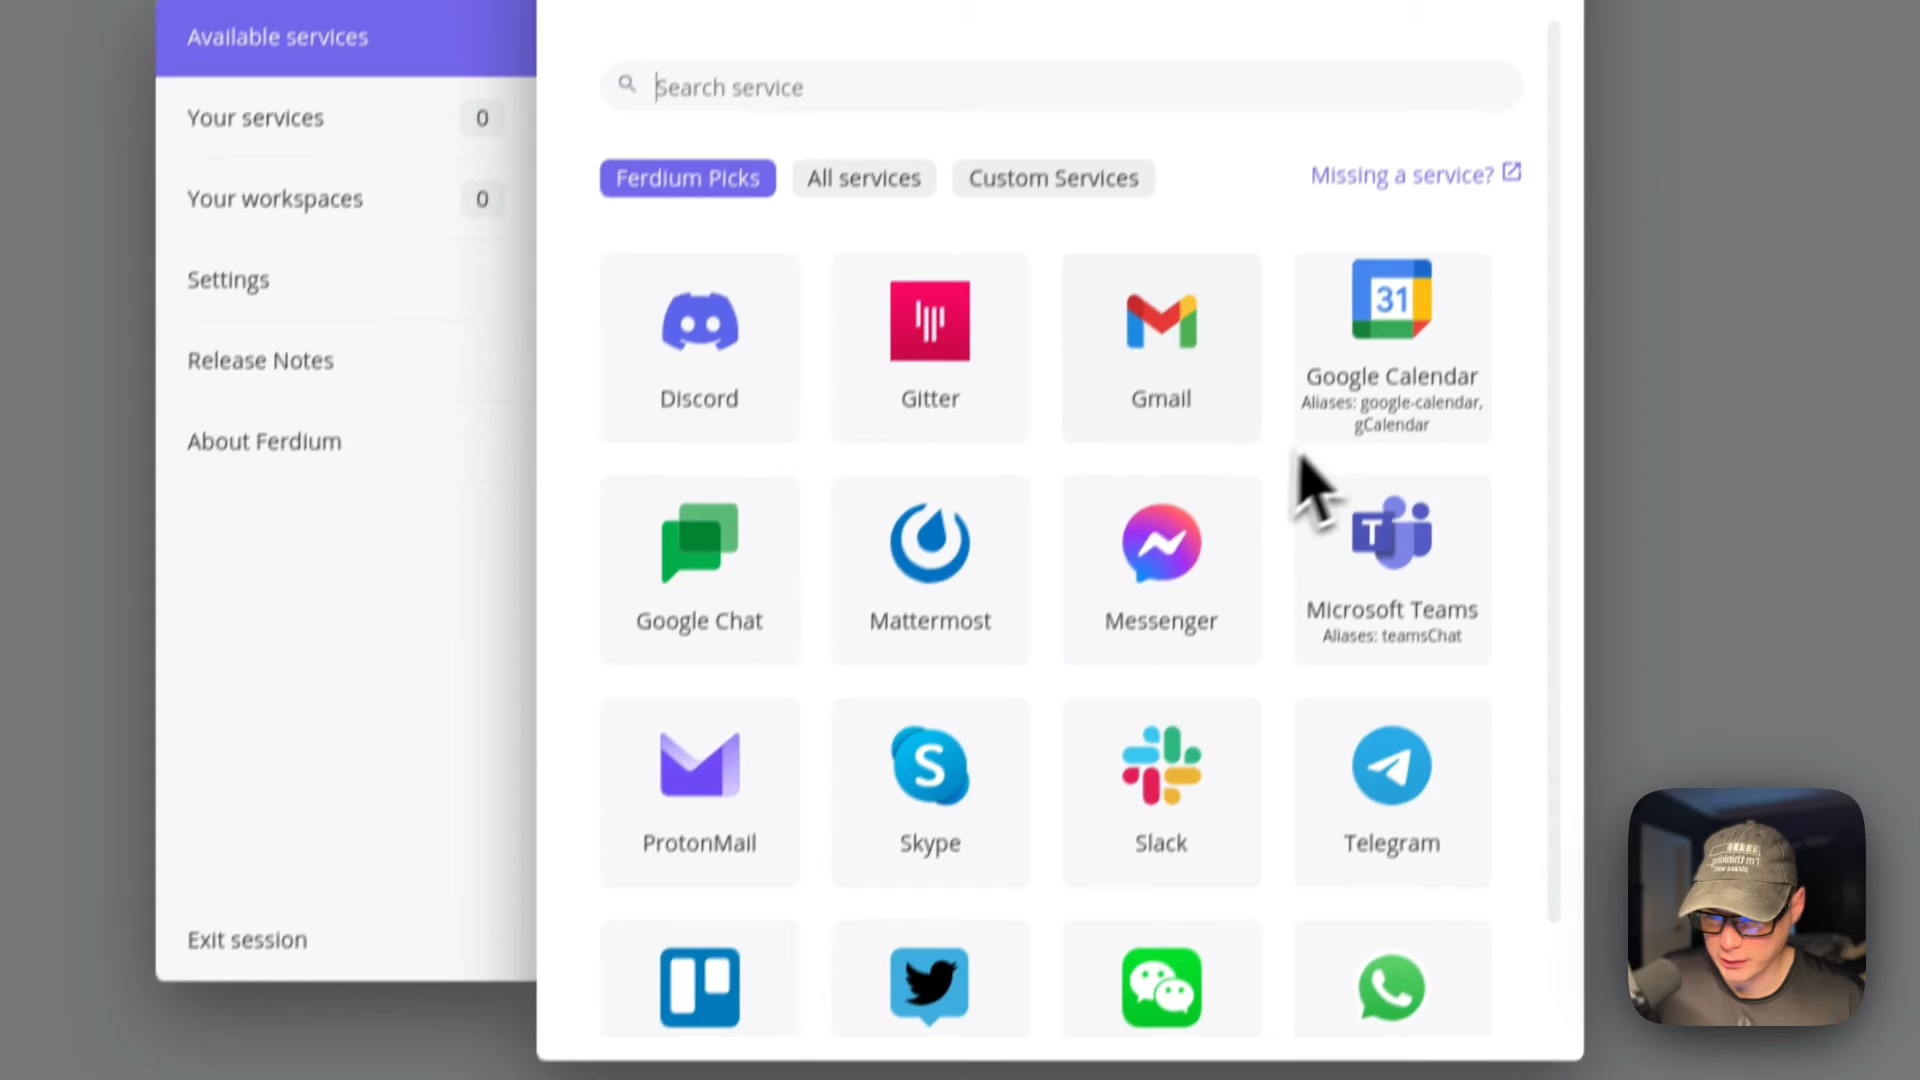 Available services
Your services 0
Your workspaces 0
Settings
Release Notes
About Ferdium
Exit session
Search service
Ferdium Picks All services Custom Services Missing a service?
Discord Gitter Gmail 31
Google Calendar
Aliases: google-calendar,
gCalendar
Google Chat Mattermost Messenger T
Microsoft Teams
Aliases: teamsChat
S
ProtonMail Skype Slack Telegram